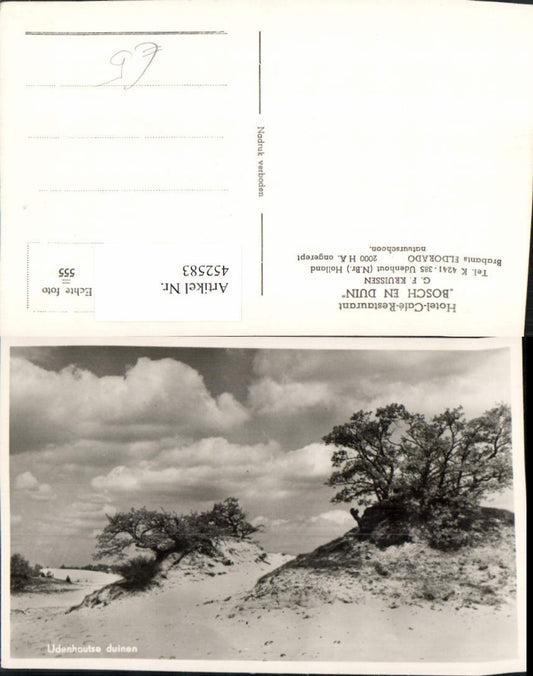 Hotel-Café-Restaurant
"BOSCH EN DUIN"
G. F. KRUISSEN
Tel. K 4241-385 Udenhout (N.Br.) Holland
Brabants ELDORADO 2000 H.A. ongerept
natuurschoon.
Nadruk verboden
Artikel Nr.
452583
Echte foto
555
Udenhoutse duinen